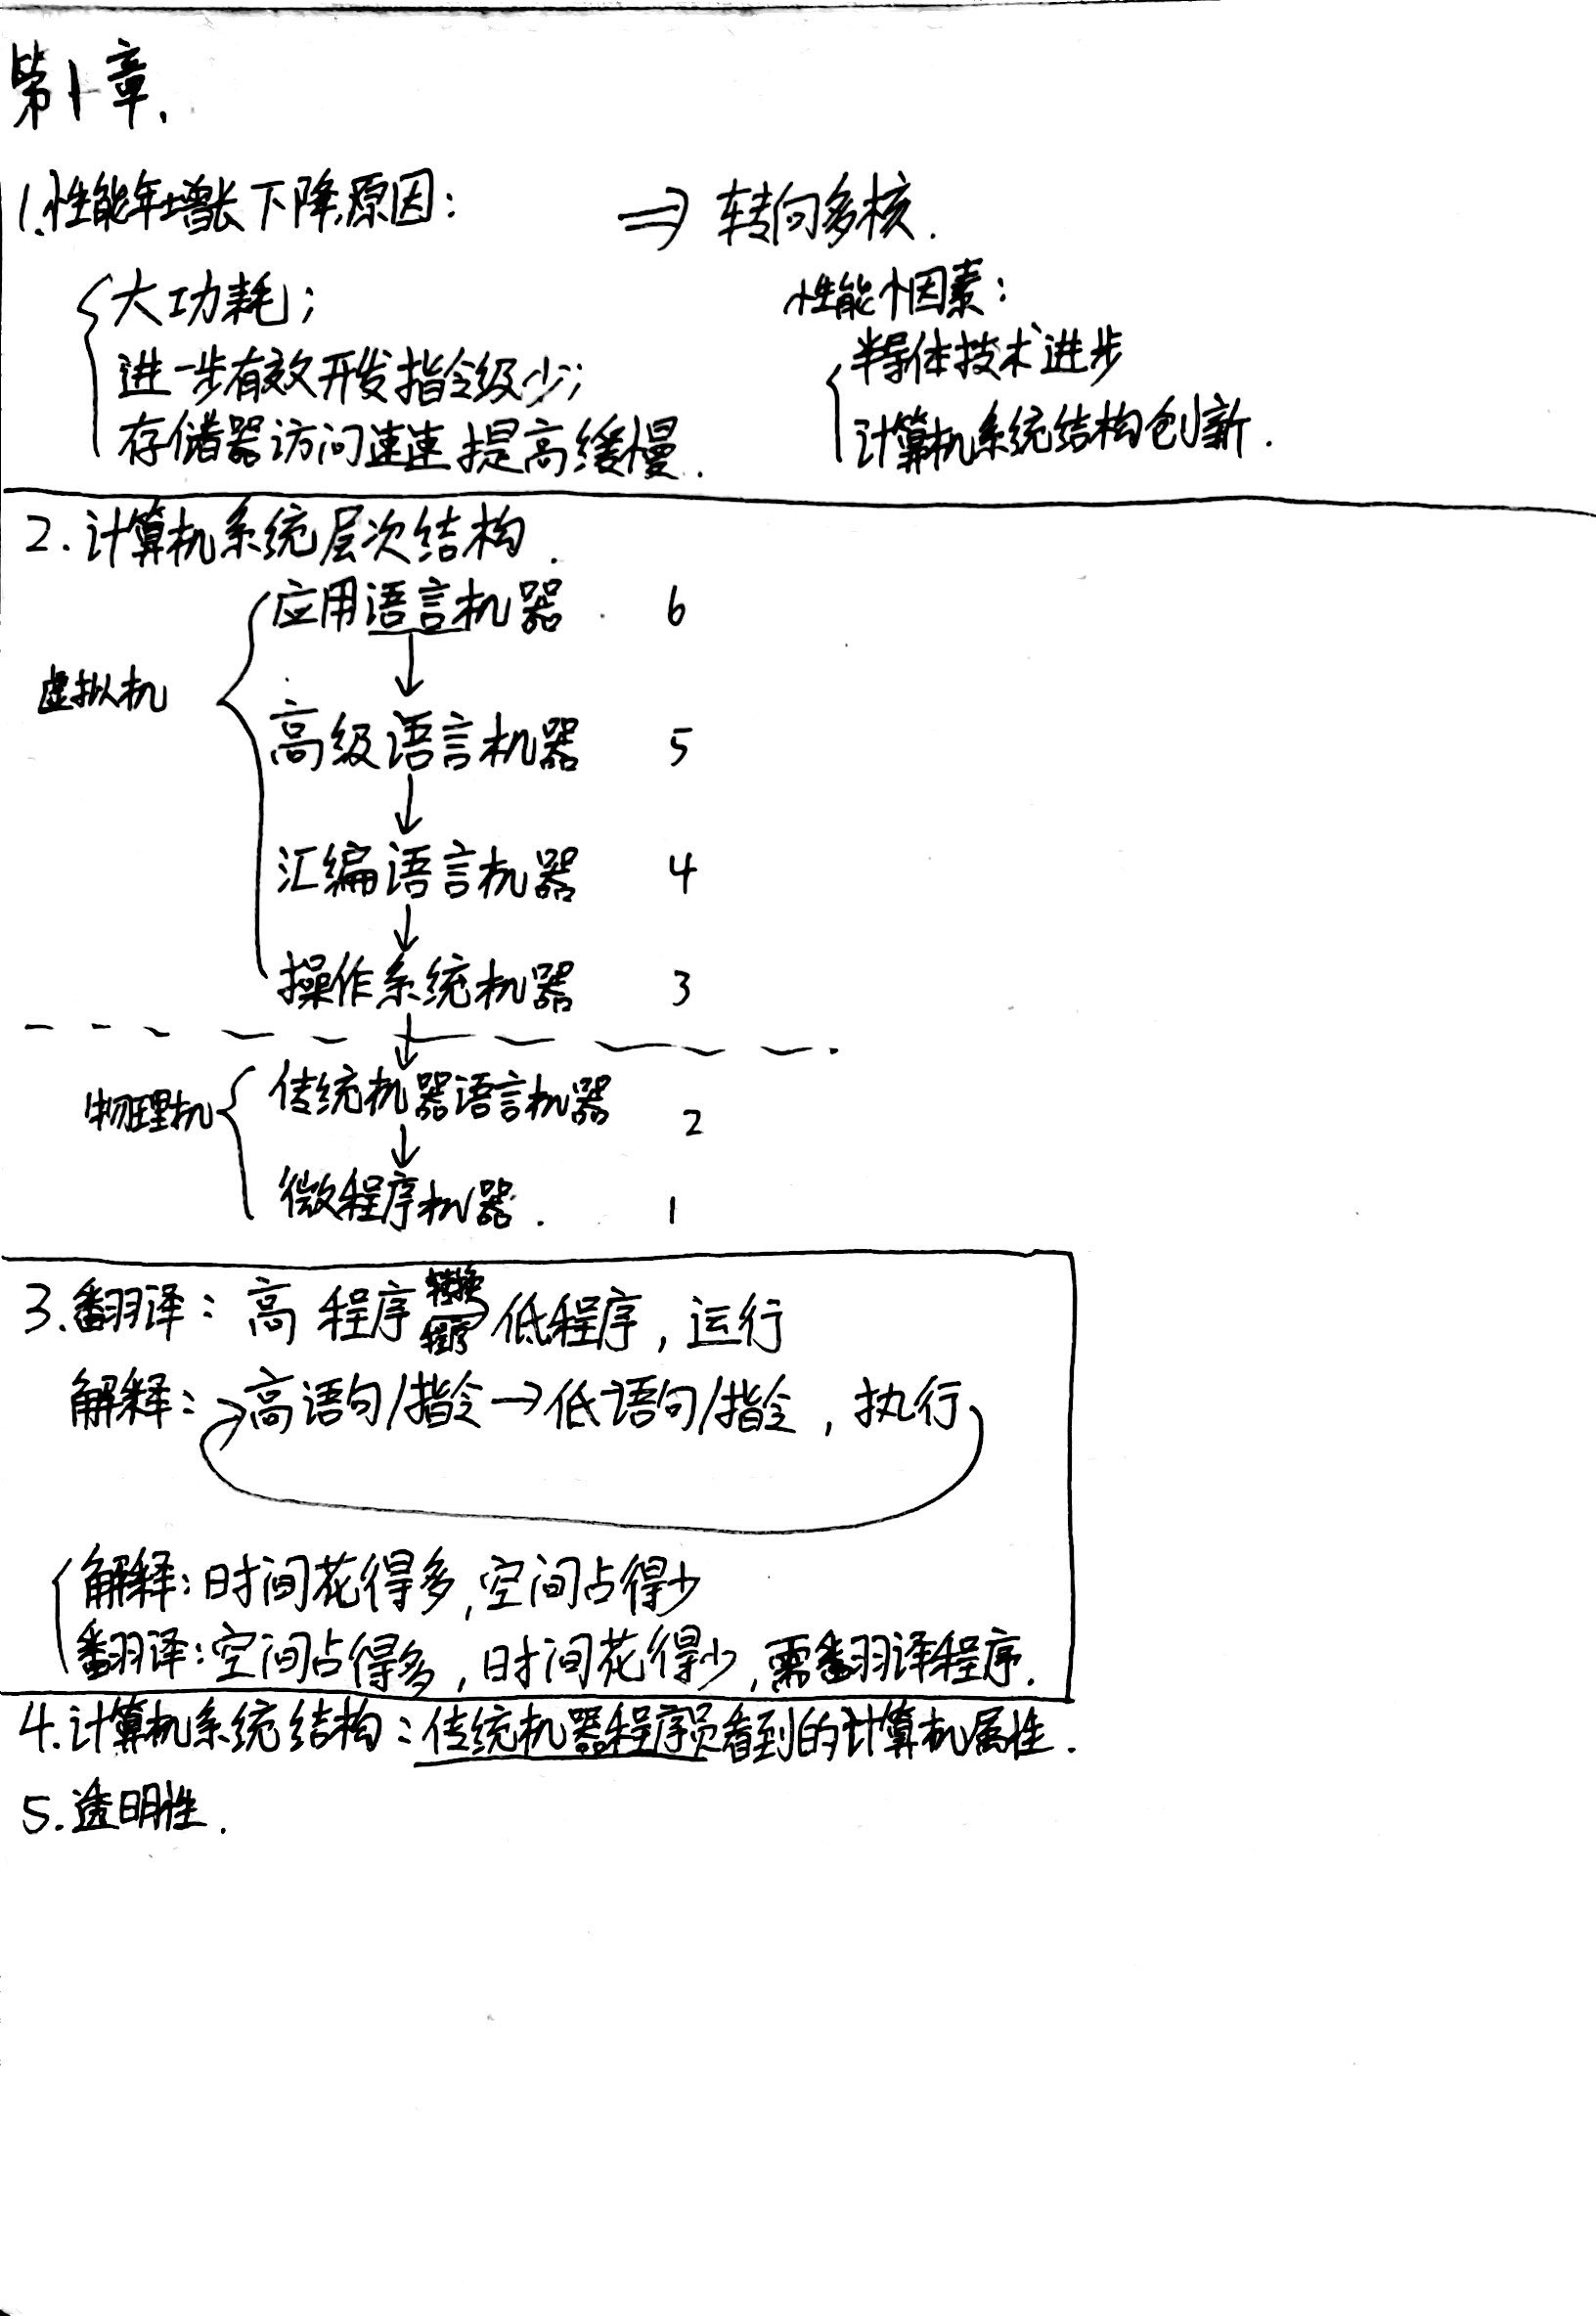 第1章.
1.性能年增长下降原因: ⇒ 转向多核.
大功耗;
进一步有效开发指令级少;
存储器访问速速提高缓慢.
性能个因素:
半导体技术进步
计算机系统结构创新.
2.计算机系统层次结构.
应用语言机器 6
虚拟机
高级语言机器 5
汇编语言机器 4
操作系统机器 3
物理机
传统机器语言机器 2
微程序机器. 1
3.翻译:高程序 转换 程序 → 低程序,运行
解释:→高语句/指令→低语句/指令,执行
解释:时间花得多,空间占得少
翻译:空间占得多,时间花得少,需翻译程序.
4.计算机系统结构:传统机器程序员看到的计算机属性.
5.透明性.